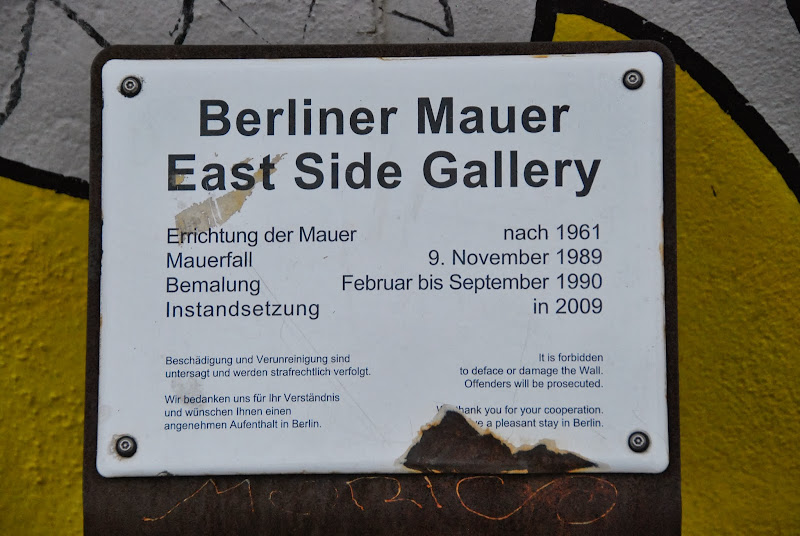 Berliner Mauer
East Side Gallery
Errichtung der Mauer nach 1961
Mauerfall 9. November 1989
Bemalung Februar bis September 1990
Instandsetzung in 2009
Beschädigung und Verunreinigung sind
untersagt und werden strafrechtlich verfolgt.
Wir bedanken uns für Ihr Verständnis
und wünschen Ihnen einen
angenehmen Aufenthalt in Berlin.
It is forbidden
to deface or damage the Wall.
Offenders will be prosecuted.
thank you for your cooperation.
a pleasant stay in Berlin.